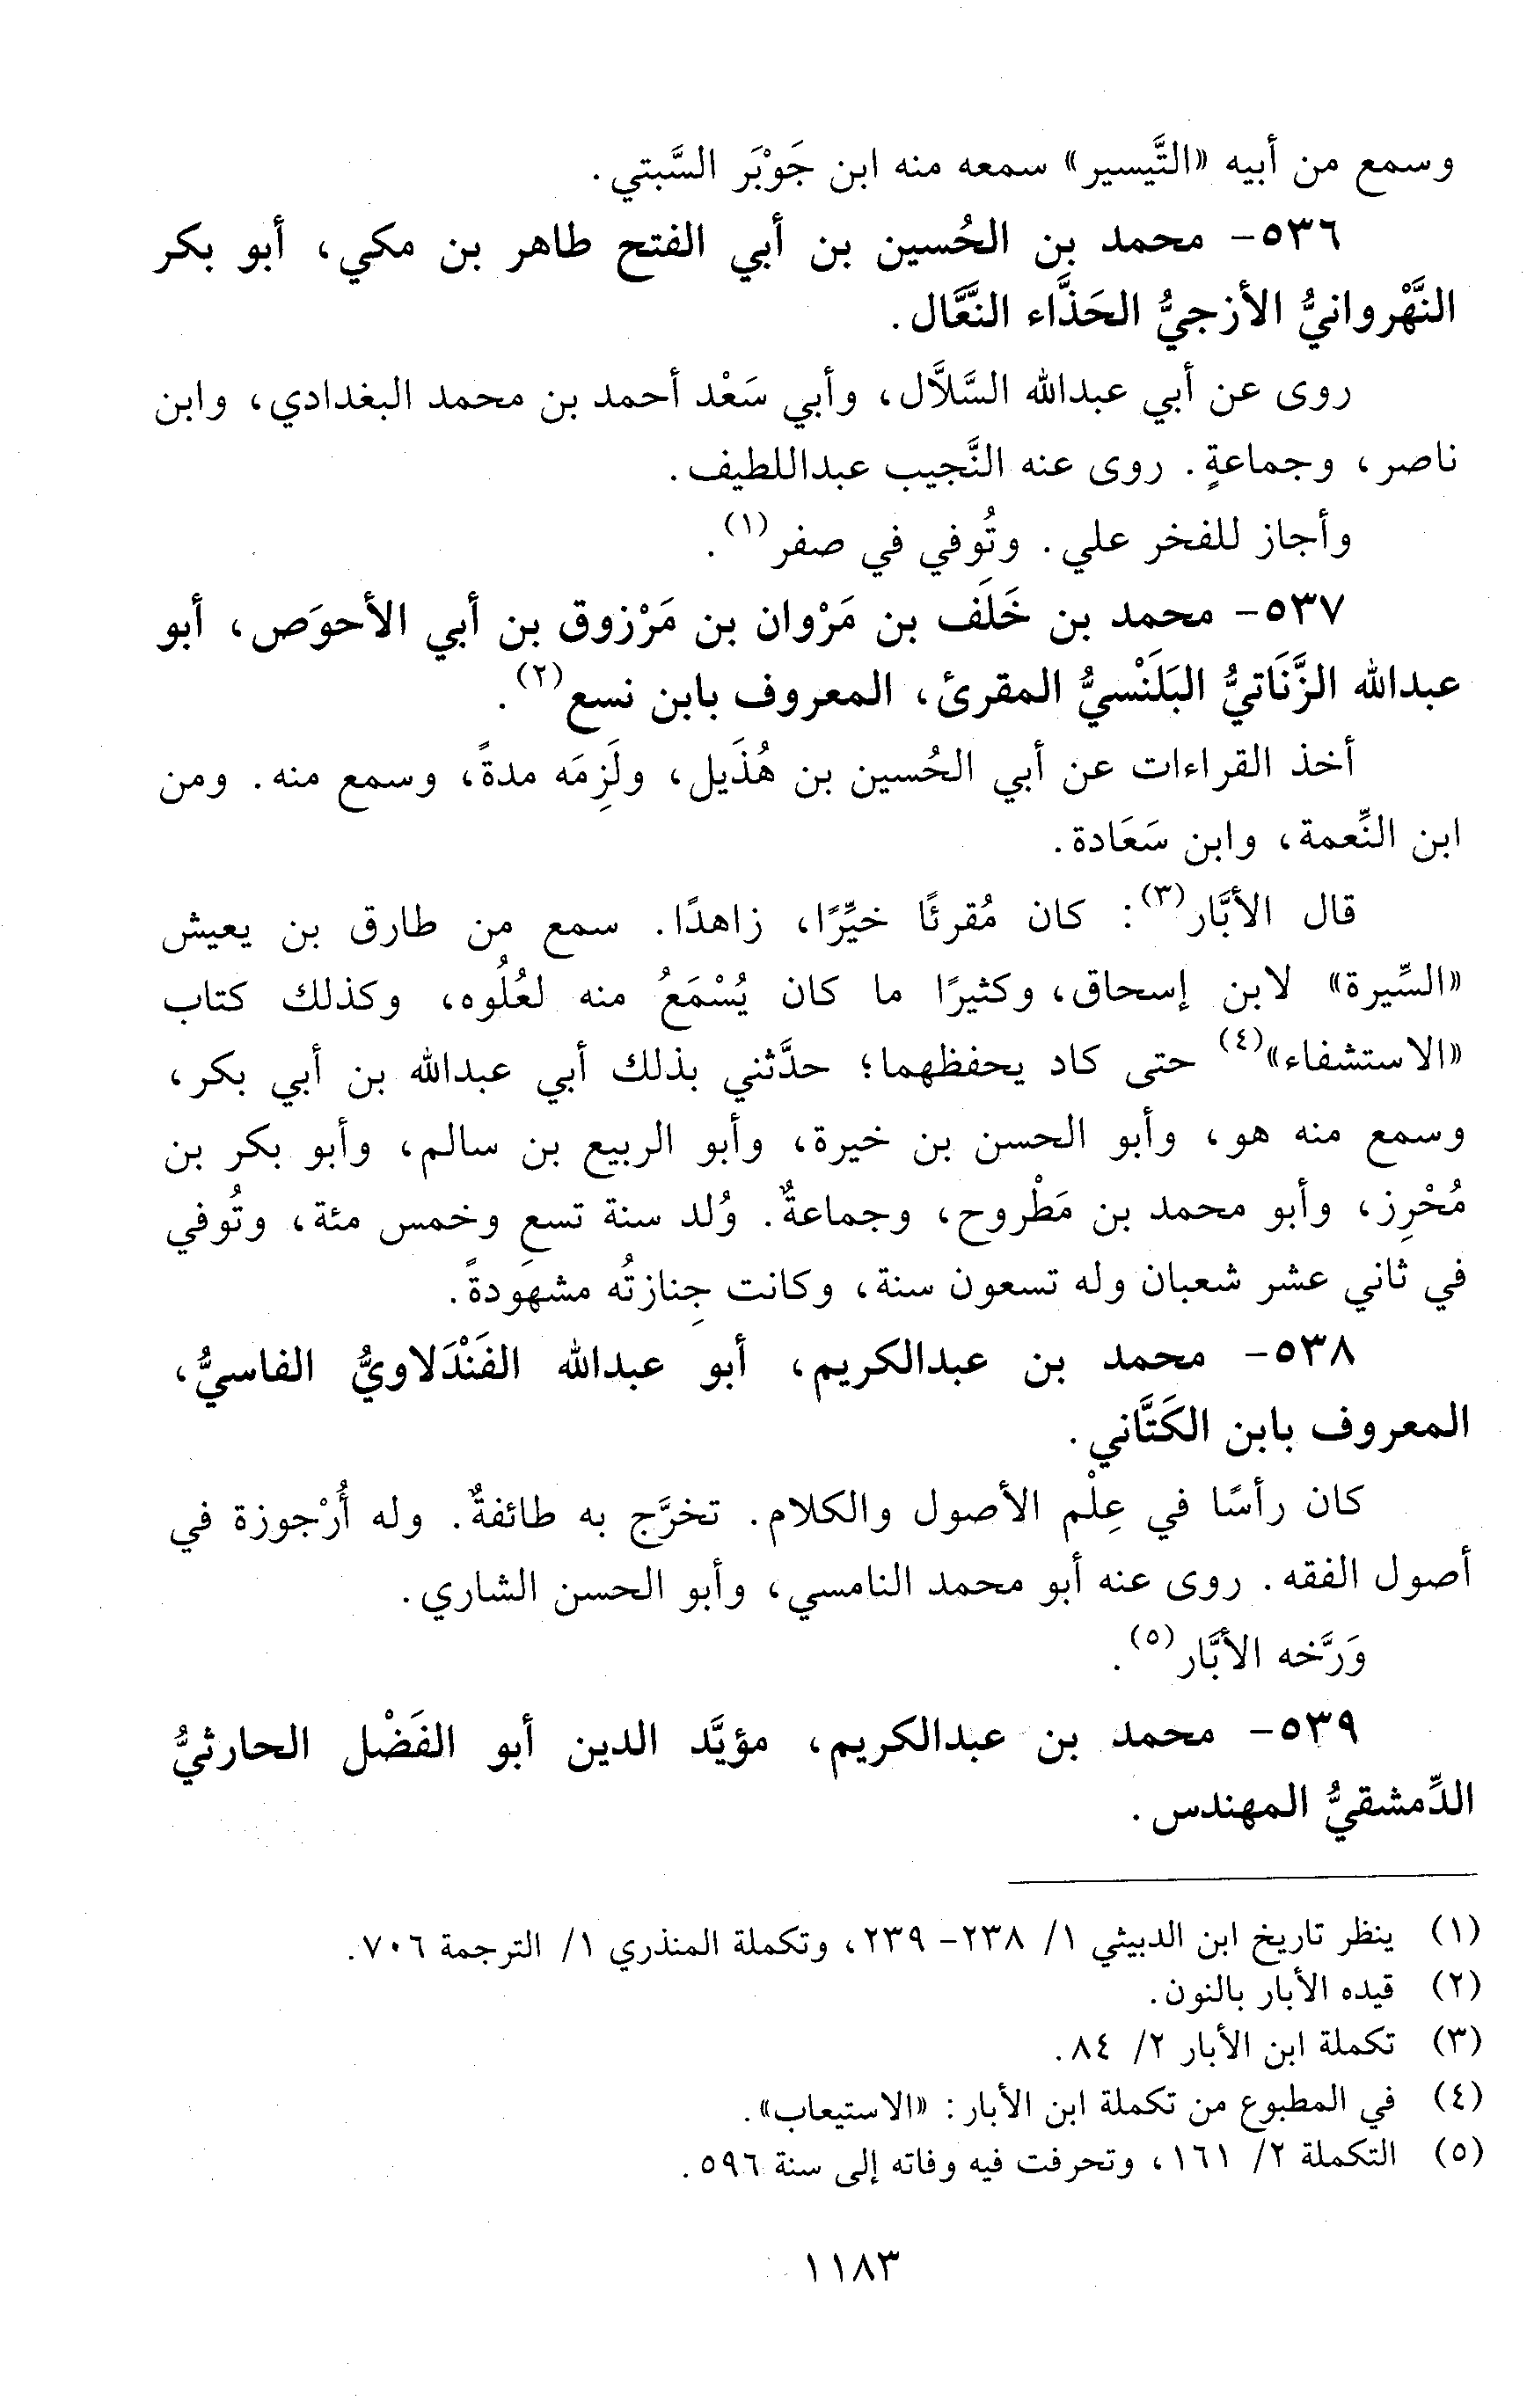 وسمع من أبيه «التَّيسير» سمعه منه ابن جَوْبَر السَّبتي.
٥٣٦- محمد بن الحُسين بن أبي الفتح طاهر بن مكي، أبو بكر
النَّهْروانيُّ الأزجيُّ الحَذَّاء النَّعَّال.
روى عن أبي عبدالله السَّلاَّل، وأبي سَعْد أحمد بن محمد البغدادي، وابن
ناصر، وجماعةٍ. روى عنه النَّجيب عبداللطيف.
وأجاز للفخر علي. وتُوفي في صفر(١).
٥٣٧- محمد بن خَلَف بن مَرْوان بن مَرْزوق بن أبي الأحوَص، أبو
عبدالله الزَّنَاتيُّ البَلَنْسيُّ المقرئ، المعروف بابن نسع(٢).
أخذ القراءات عن أبي الحُسين بن هُذَيل، ولَزِمَه مدةً، وسمع منه. ومن
ابن النِّعمة، وابن سَعَادة.
قال الأبَّار(٣): كان مُقرئًا خيِّرًا، زاهدًا. سمع من طارق بن يعيش
«السِّيرة» لابن إسحاق، وكثيرًا ما كان يُسْمَعُ منه لعُلُوه، وكذلك كتاب
«الاستشفاء»(٤) حتى كاد يحفظهما؛ حدَّثني بذلك أبي عبدالله بن أبي بكر،
وسمع منه هو، وأبو الحسن بن خيرة، وأبو الربيع بن سالم، وأبو بكر بن
مُحْرِز، وأبو محمد بن مَطْروح، وجماعةٌ. وُلد سنة تسعٍ وخمس مئة، وتُوفي
في ثاني عشر شعبان وله تسعون سنة، وكانت جِنازتُه مشهودةً.
٥٣٨- محمد بن عبدالكريم، أبو عبدالله الفَنْدَلاويُّ الفاسيُّ،
المعروف بابن الكَتَّاني.
كان رأسًا في عِلْم الأصول والكلام. تخرَّج به طائفةٌ. وله أُرْجوزة في
أصول الفقه. روى عنه أبو محمد النامسي، وأبو الحسن الشاري.
وَرَّخه الأبَّار(٥).
٥٣٩- محمد بن عبدالكريم، مؤيَّد الدين أبو الفَضْل الحارثيُّ
الدِّمشقيُّ المهندس.
(١) ينظر تاريخ ابن الدبيثي ١/ ٢٣٨- ٢٣٩، وتكملة المنذري ١/ الترجمة ٧٠٦.
(٢) قيده الأبار بالنون.
(٣) تكملة ابن الأبار ٢/ ٨٤.
(٤) في المطبوع من تكملة ابن الأبار: «الاستيعاب».
(٥) التكملة ٢/ ١٦١، وتحرفت فيه وفاته إلى سنة ٥٩٦.
١١٨٣